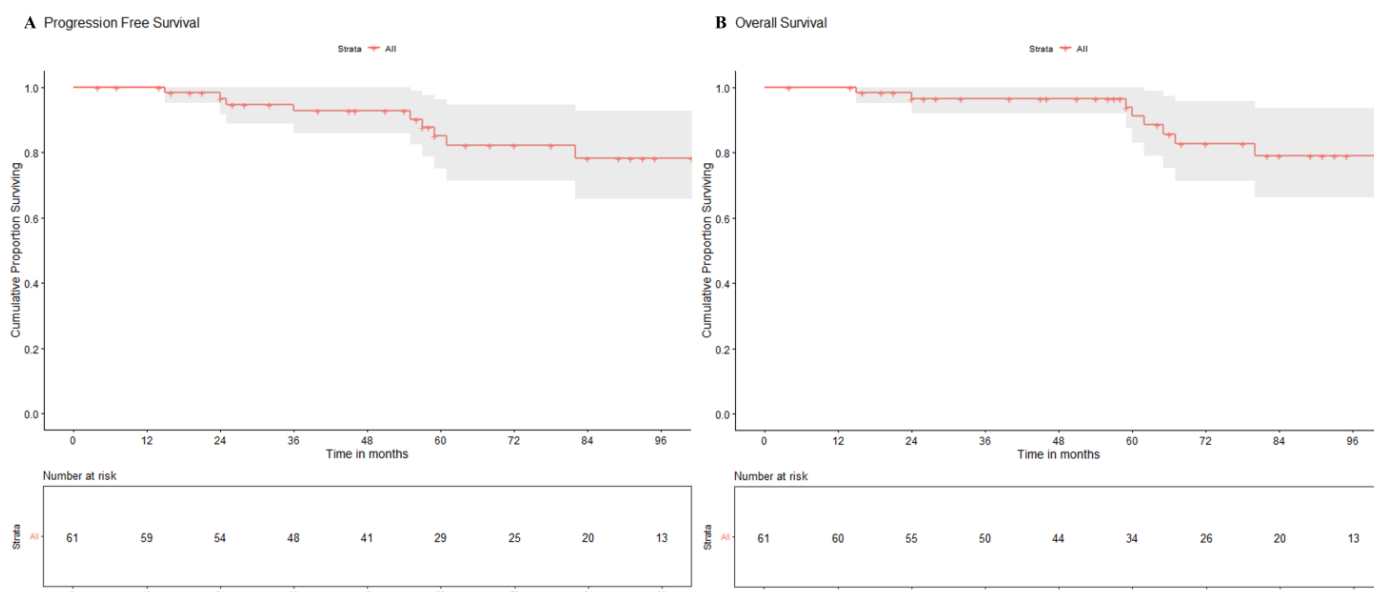 A Progression Free Survival
Strata All
Cumulative Proportion Surviving
1.0
0.8
0.6
0.4
0.2
0.0
0 12 24 36 48 60 72 84 96
Time in months
Number at risk
Strata
All
61 59 54 48 41 29 25 20 13
B Overall Survival
Strata All
Cumulative Proportion Surviving
1.0
0.8
0.6
0.4
0.2
0.0
0 12 24 36 48 60 72 84 96
Time in months
Number at risk
Strata
All
61 60 55 50 44 34 26 20 13